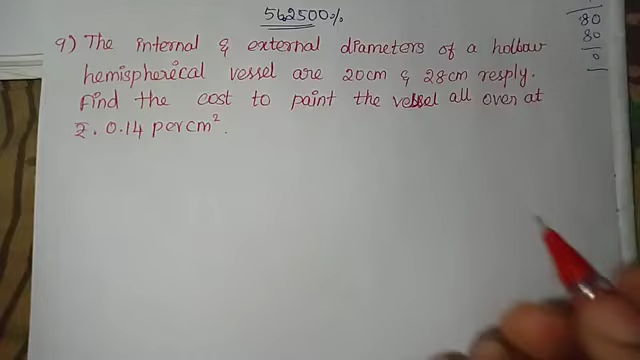 562500%
80
80
0
9) The internal & external diameters of a hollow
hemispherical vessel are 20cm & 28cm resply.
Find the cost to paint the vessel all over at
₹. 0.14 per cm².